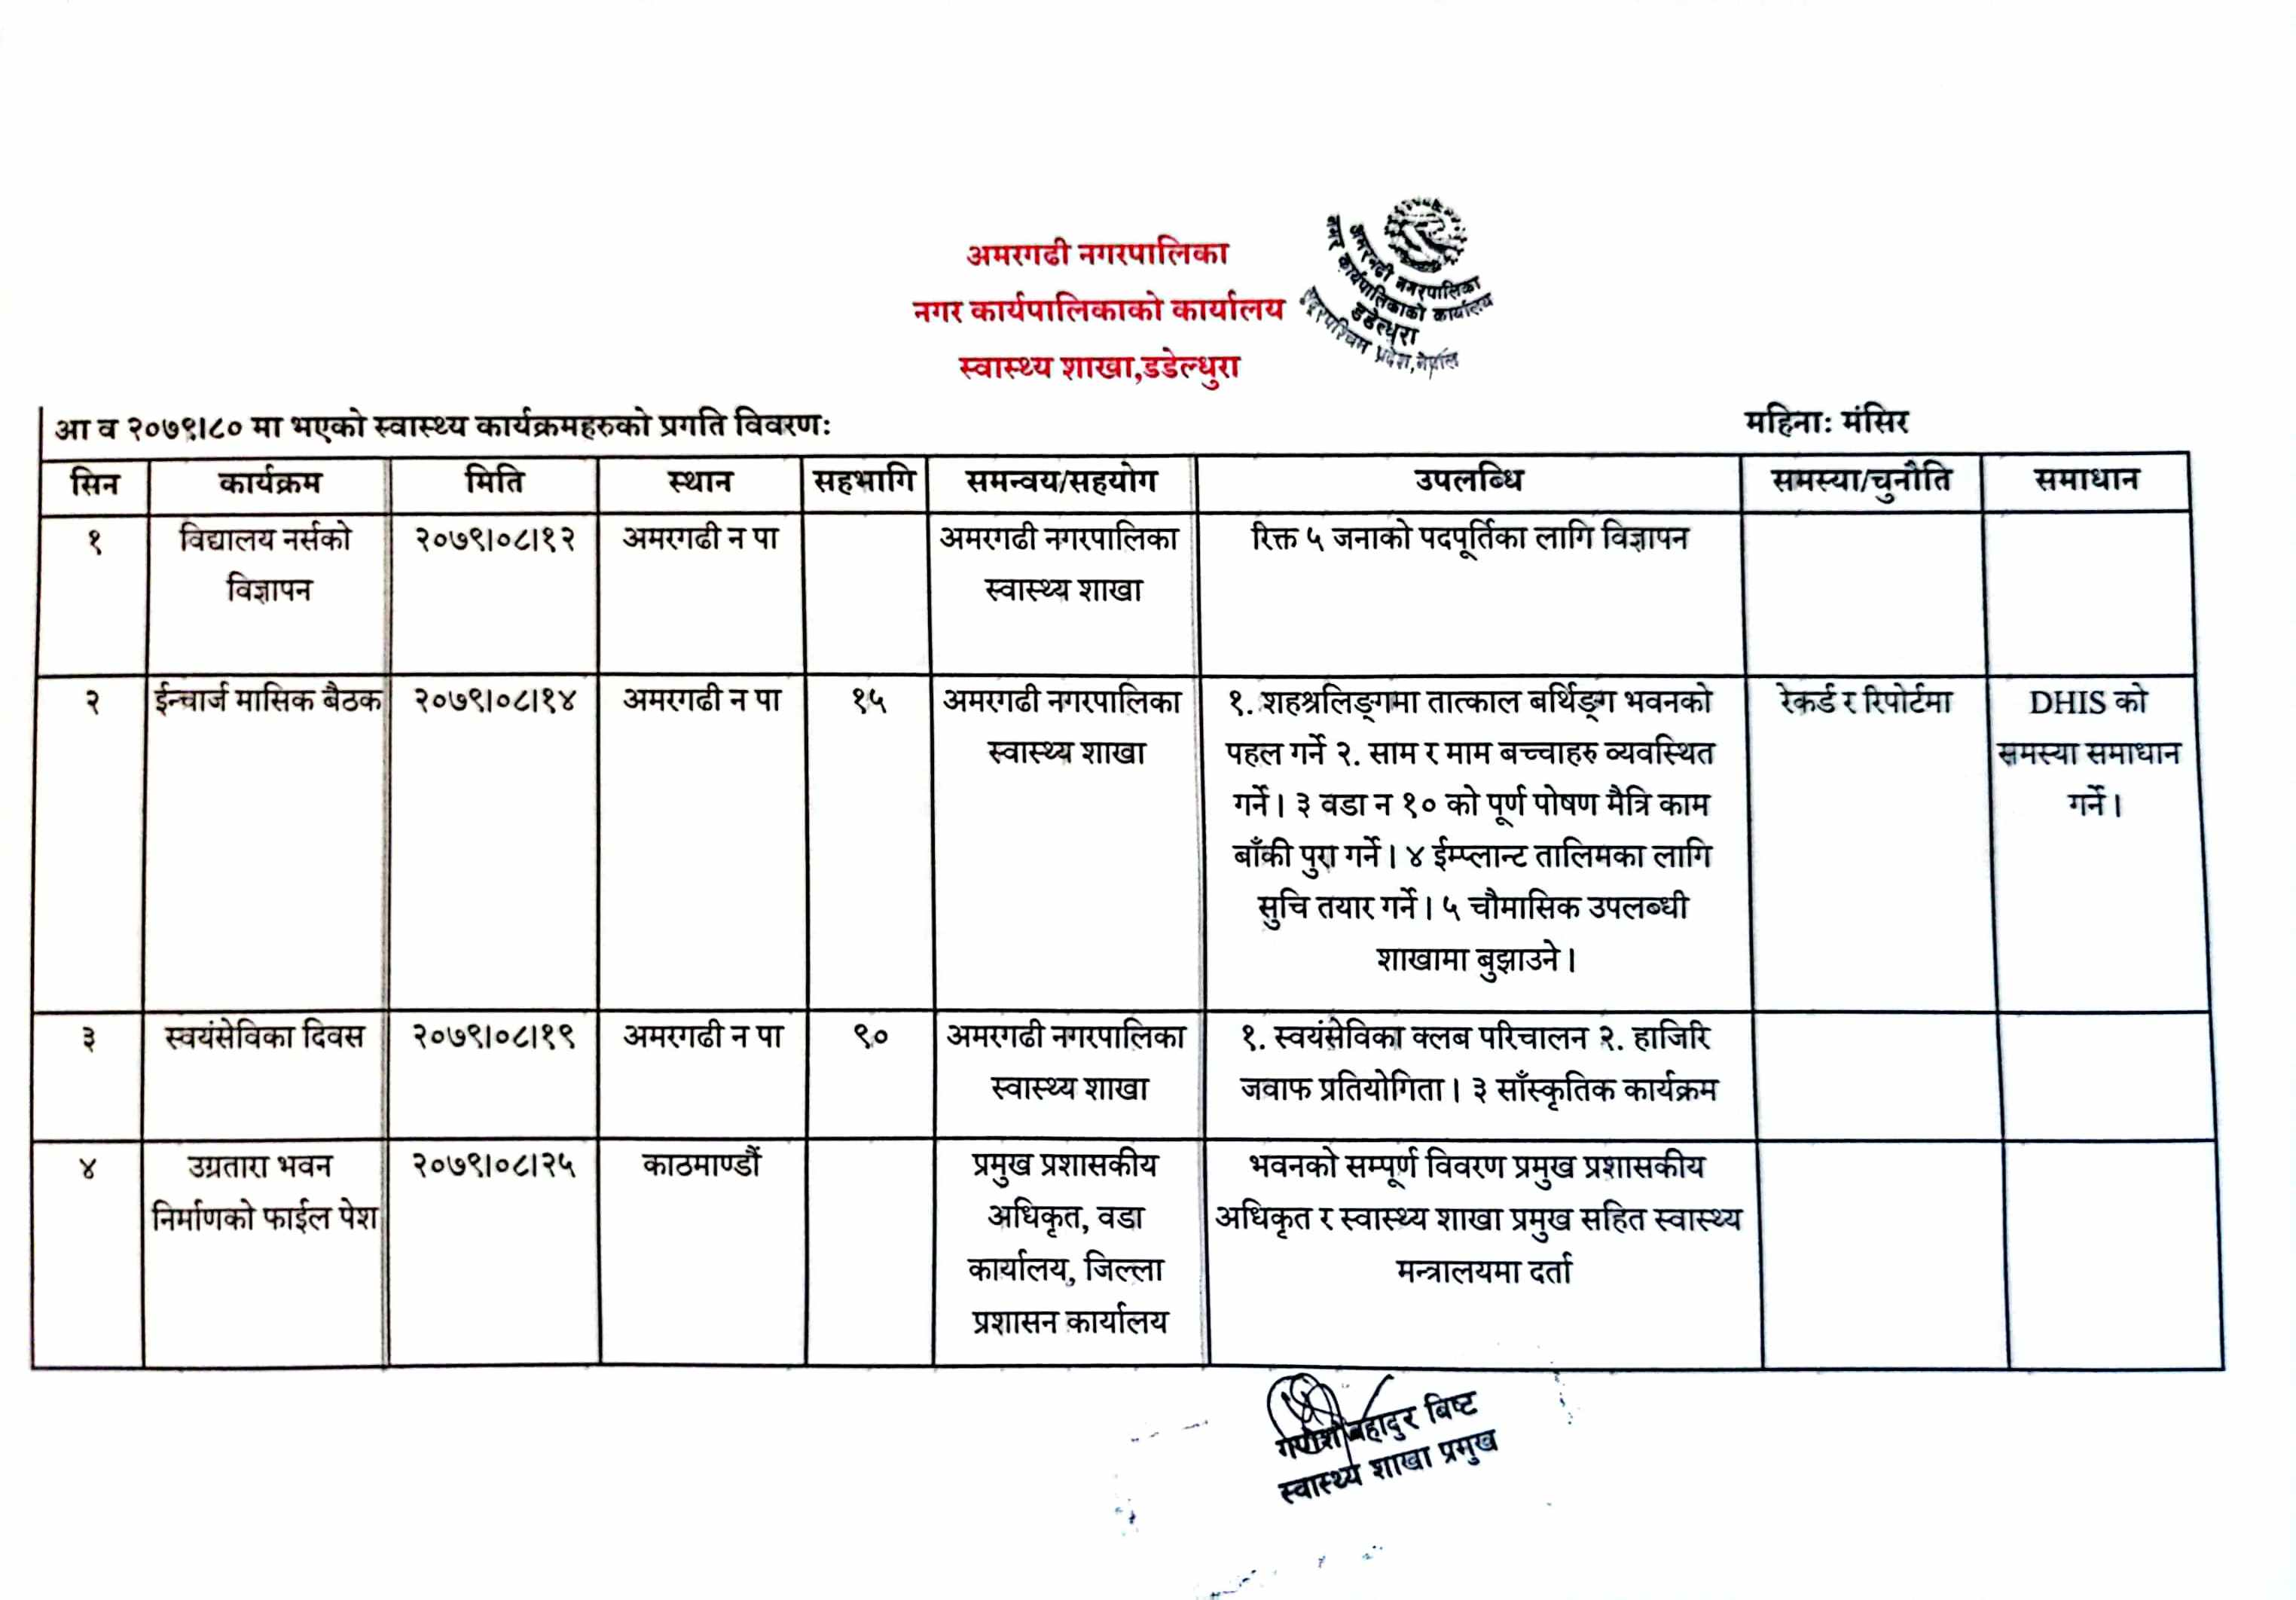 अमरगढी नगरपालिका
नगर कार्यपालिकाको कार्यालय
स्वास्थ्य शाखा,डडेल्धुरा
अमरगढी नगरपालिका
नगर कार्यपालिकाको कार्यालय
डडेल्धुरा
सुदूरपश्चिम प्रदेश,नेपाल
आ व २०७९।८० मा भएको स्वास्थ्य कार्यक्रमहरुको प्रगति विवरण: महिना: मंसिर
सिन कार्यक्रम मिति स्थान सहभागि समन्वय/सहयोग उपलब्धि समस्या/चुनौति समाधान
१ विद्यालय नर्सको २०७९।०८।१२ अमरगढी न पा अमरगढी नगरपालिका रिक्त ५ जनाको पदपूर्तिका लागि विज्ञापन
विज्ञापन स्वास्थ्य शाखा
२ ईन्चार्ज मासिक बैठक २०७९।०८।१४ अमरगढी न पा १५ अमरगढी नगरपालिका १. शहश्रलिङ्गमा तात्काल बर्थिङ्ग भवनको रेकर्ड र रिपोर्टमा DHIS को
स्वास्थ्य शाखा पहल गर्ने २. साम र माम बच्चाहरु व्यवस्थित समस्या समाधान
गर्ने। ३ वडा न १० को पूर्ण पोषण मैत्रि काम गर्ने।
बाँकी पुरा गर्ने। ४ ईम्प्लान्ट तालिमका लागि
सुचि तयार गर्ने। ५ चौमासिक उपलब्धी
शाखामा बुझाउने।
३ स्वयंसेविका दिवस २०७९।०८।१९ अमरगढी न पा ९० अमरगढी नगरपालिका १. स्वयंसेविका क्लब परिचालन २. हाजिरि
स्वास्थ्य शाखा जवाफ प्रतियोगिता। ३ साँस्कृतिक कार्यक्रम
४ उग्रतारा भवन २०७९।०८।२५ काठमाण्डौं प्रमुख प्रशासकीय भवनको सम्पूर्ण विवरण प्रमुख प्रशासकीय
निर्माणको फाईल पेश अधिकृत, वडा अधिकृत र स्वास्थ्य शाखा प्रमुख सहित स्वास्थ्य
कार्यालय, जिल्ला मन्त्रालयमा दर्ता
प्रशासन कार्यालय
गणेश बहादुर बिष्ट
स्वास्थ्य शाखा प्रमुख